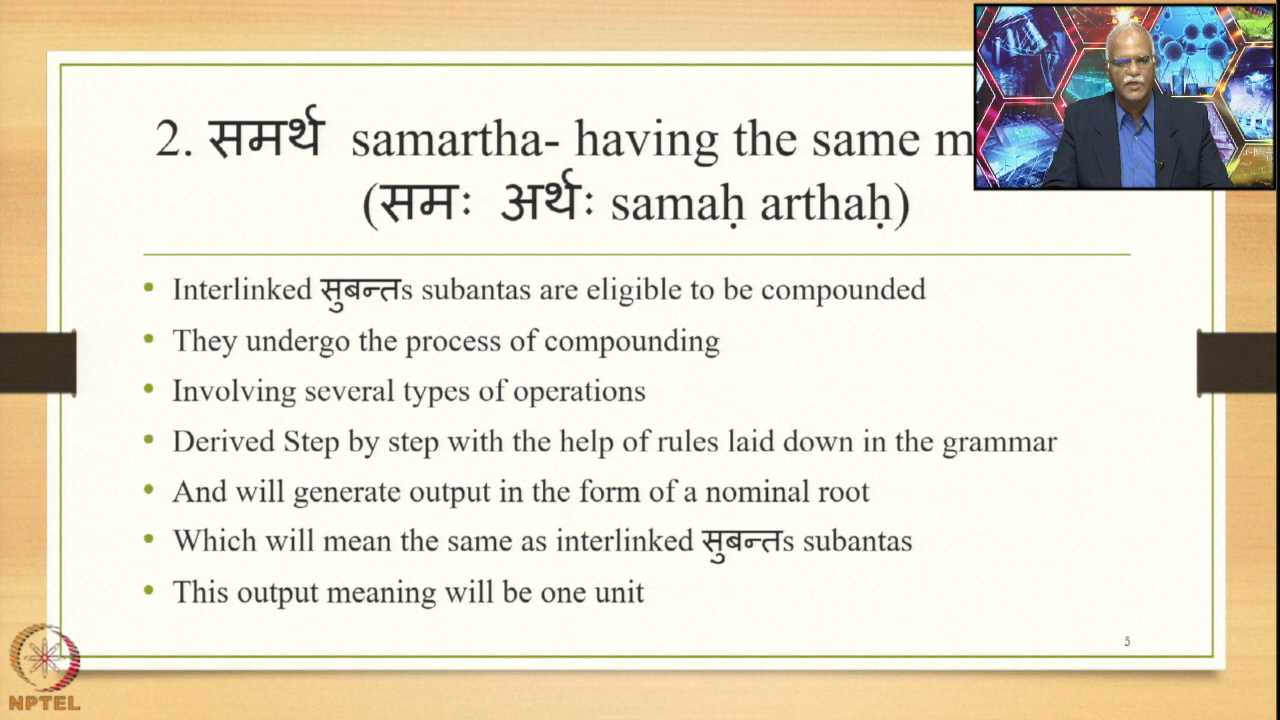 2. समर्थ samartha- having the same
(समः अर्थः samaḥ arthaḥ)
• Interlinked सुबन्तs subantas are eligible to be compounded
• They undergo the process of compounding
• Involving several types of operations
• Derived Step by step with the help of rules laid down in the grammar
• And will generate output in the form of a nominal root
• Which will mean the same as interlinked सुबन्तs subantas
• This output meaning will be one unit
5
NPTEL